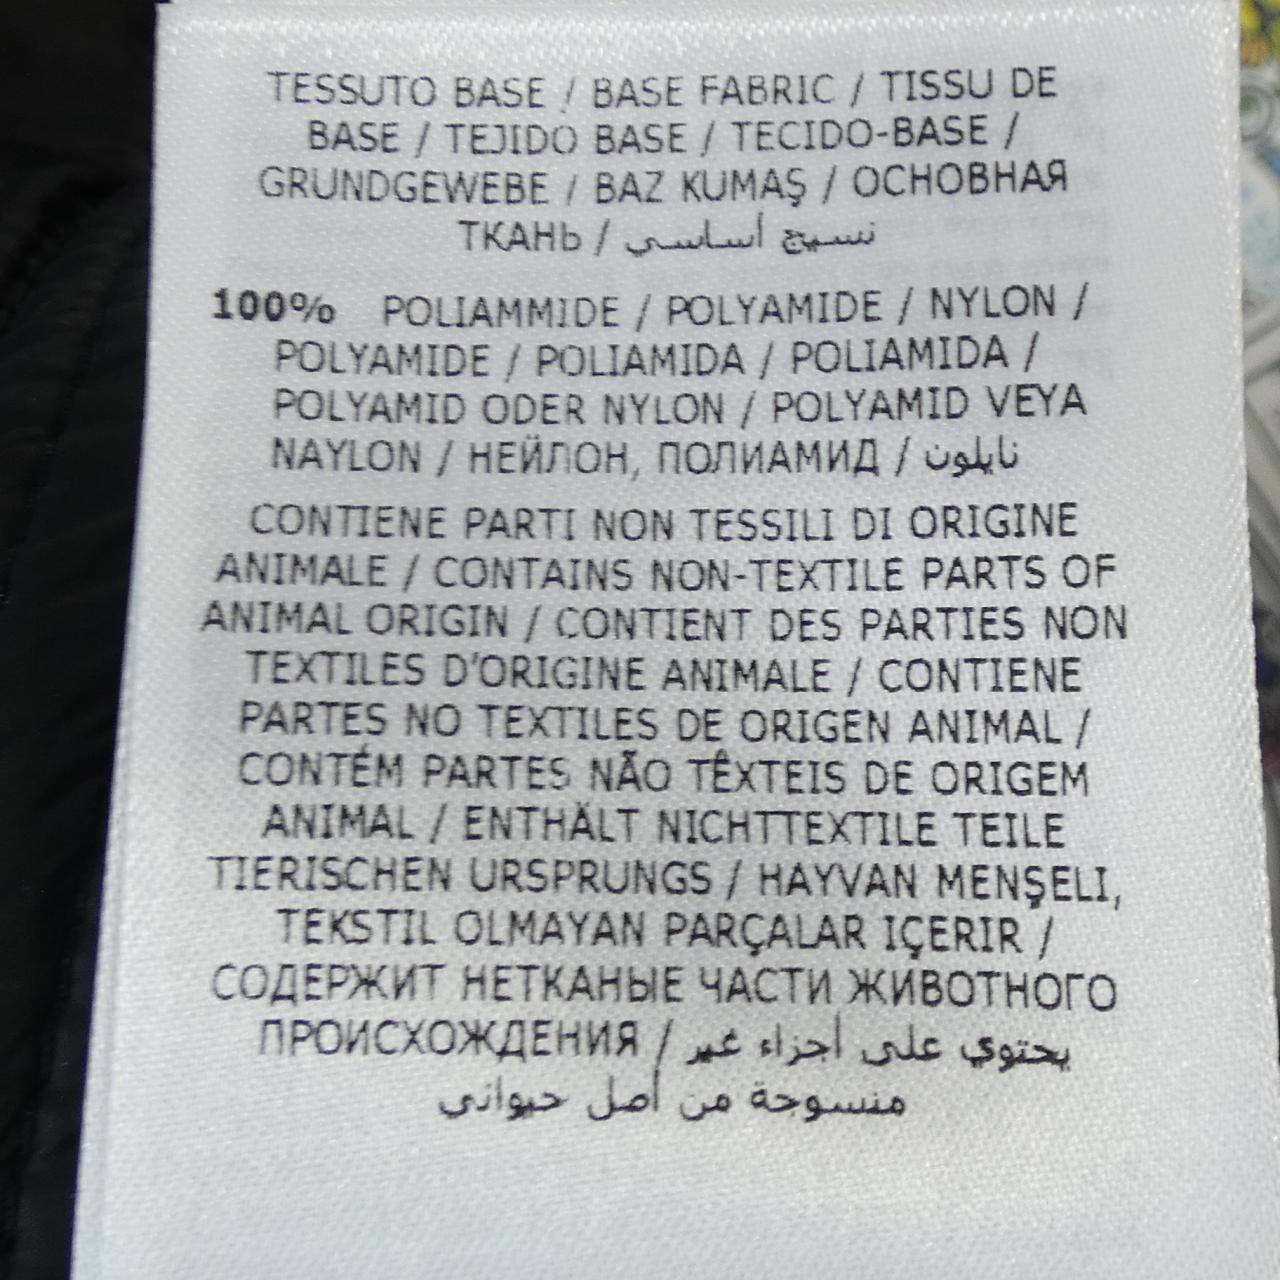 TESSUTO BASE / BASE FABRIC / TISSU DE
BASE / TEJIDO BASE / TECIDO-BASE /
GRUNDGEWEBE / BAZ KUMAŞ / ОСНОВНАЯ
ТКАНЬ / نسيج أساسي
100% POLIAMMIDE / POLYAMIDE / NYLON /
POLYAMIDE / POLIAMIDA / POLIAMIDA /
POLYAMID ODER NYLON / POLYAMID VEYA
NAYLON / НЕЙЛОН, ПОЛИАМИД / نايلون
CONTIENE PARTI NON TESSILI DI ORIGINE
ANIMALE / CONTAINS NON-TEXTILE PARTS OF
ANIMAL ORIGIN / CONTIENT DES PARTIES NON
TEXTILES D'ORIGINE ANIMALE / CONTIENE
PARTES NO TEXTILES DE ORIGEN ANIMAL /
CONTÉM PARTES NÃO TÊXTEIS DE ORIGEM
ANIMAL / ENTHÄLT NICHTTEXTILE TEILE
TIERISCHEN URSPRUNGS / HAYVAN MENŞELI,
TEKSTIL OLMAYAN PARÇALAR IÇERIR /
СОДЕРЖИТ НЕТКАНЫЕ ЧАСТИ ЖИВОТНОГО
ПРОИСХОЖДЕНИЯ / يحتوي على أجزاء غير
منسوجة من أصل حيواني